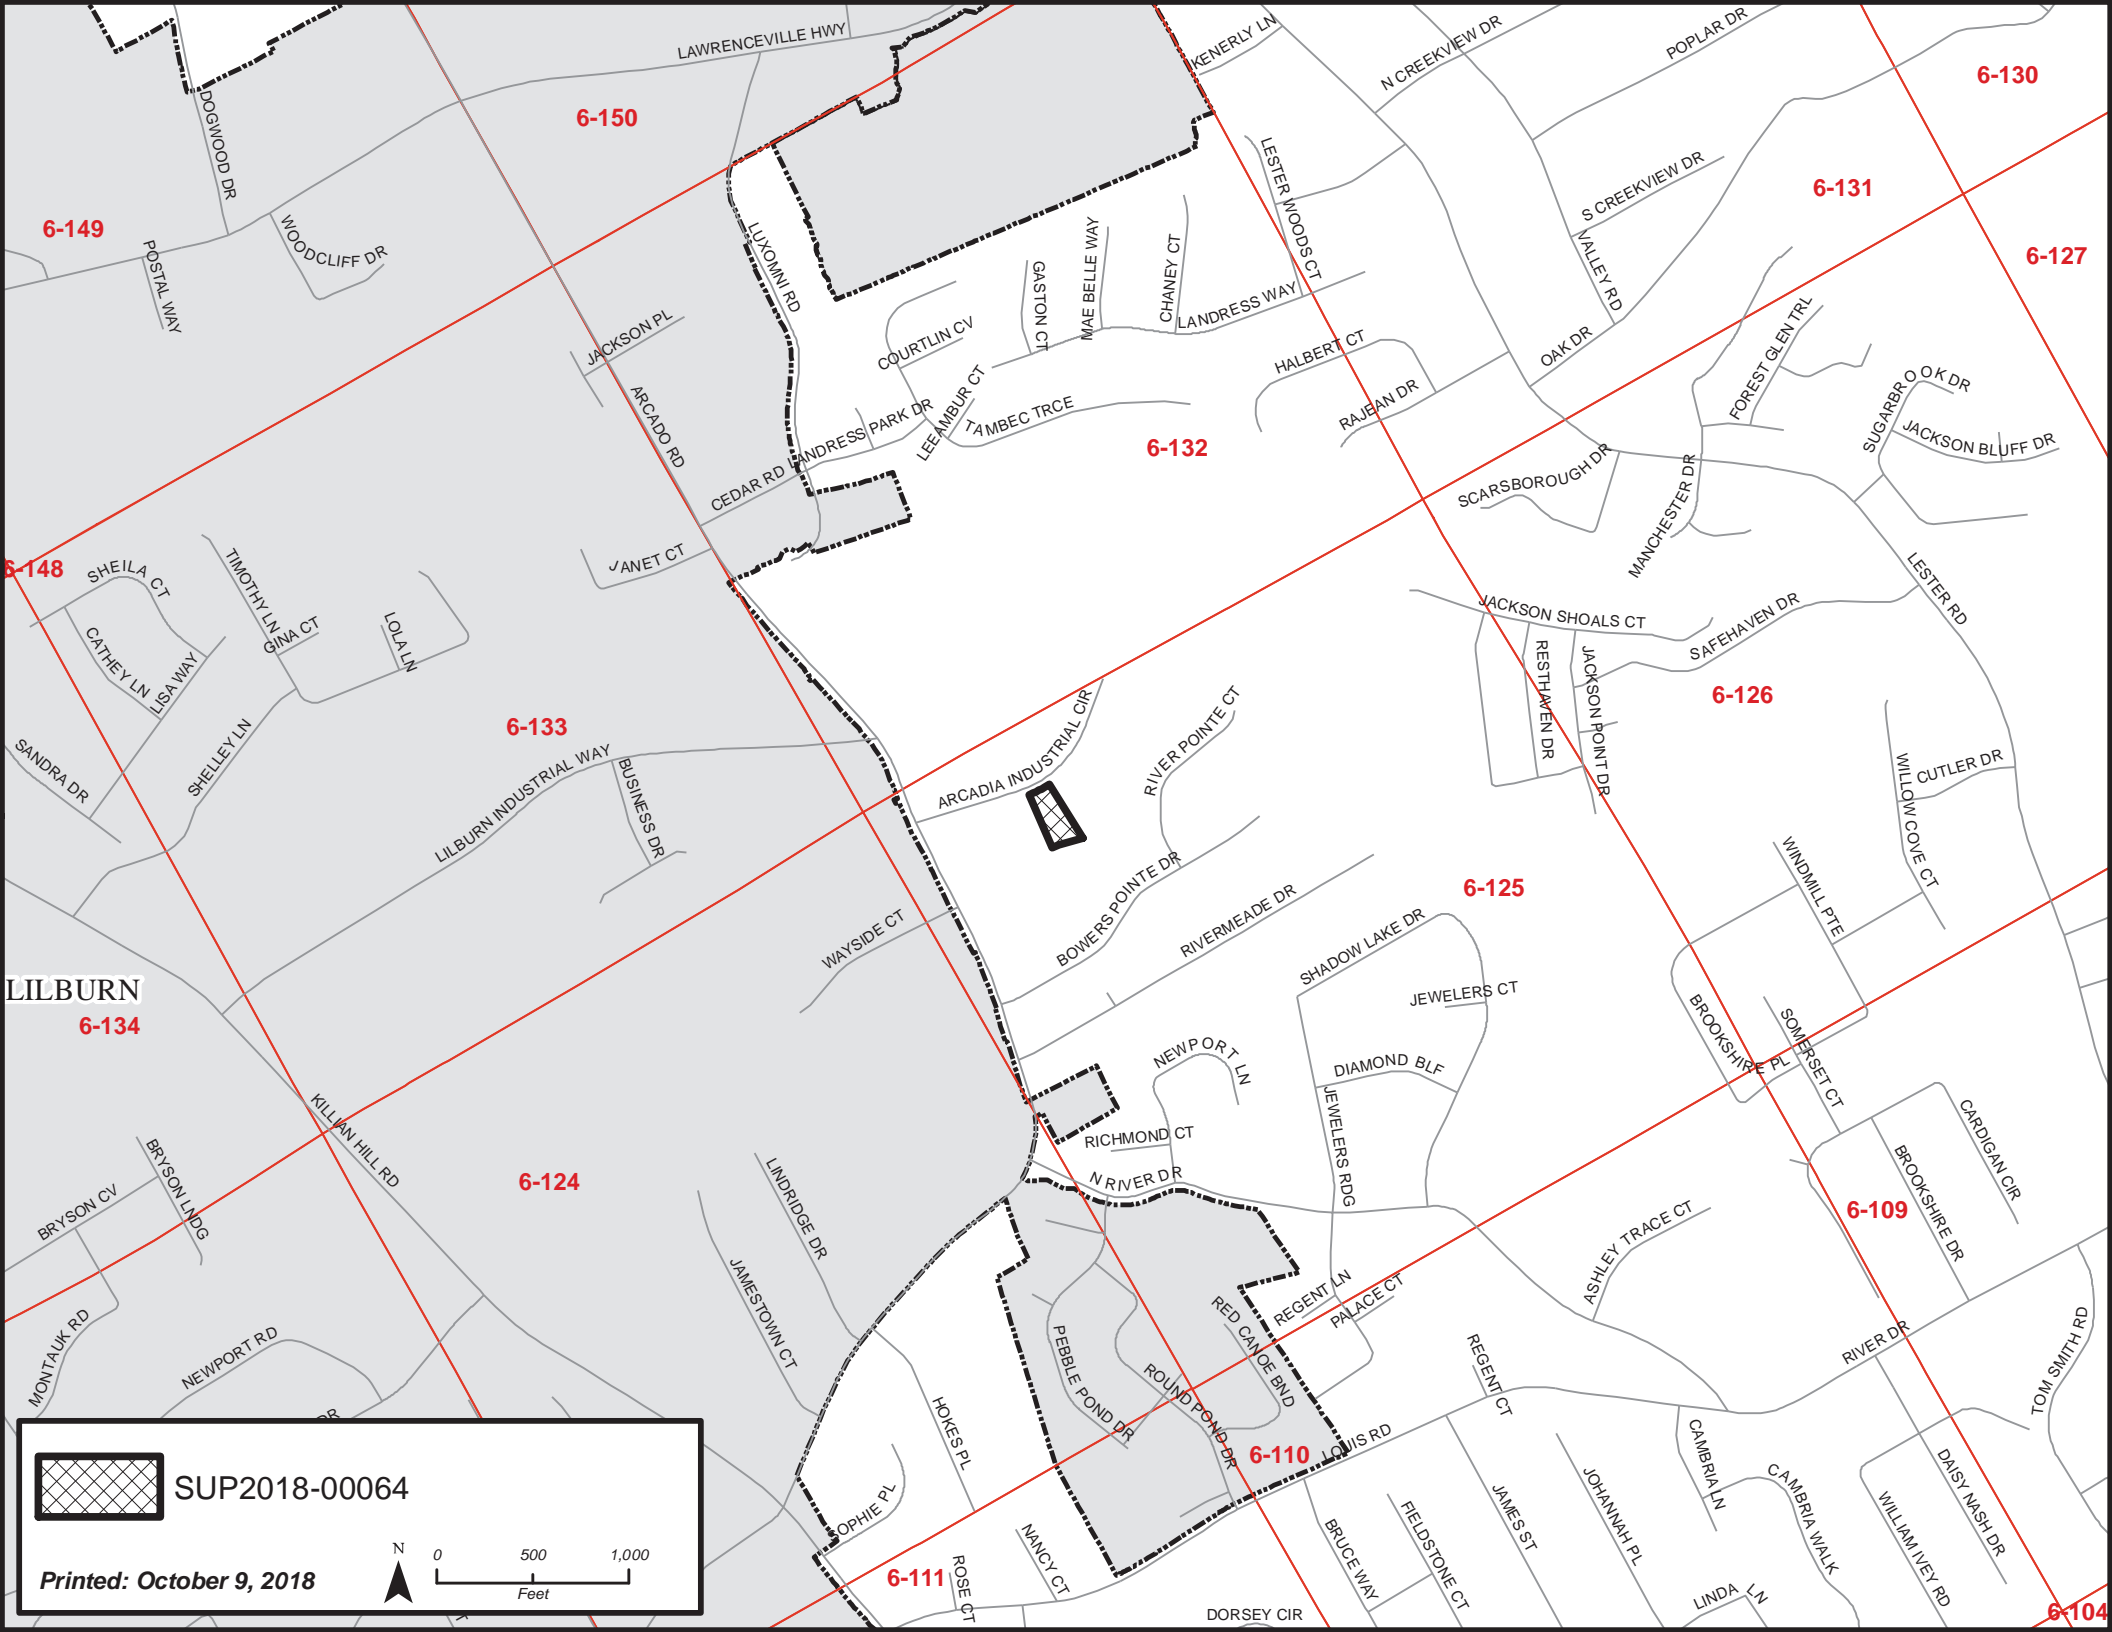 LAWRENCEVILLE HWY
KENERLY LN
N CREEKVIEW DR
POPLAR DR
6-130
6-150
DOGWOOD DR
LESTER WOODS CT
S CREEKVIEW DR
6-131
6-149
POSTAL WAY
WOODCLIFF DR
LUXOMNI RD
GASTON CT
MAE BELLE WAY
CHANEY CT
LANDRESS WAY
VALLEY RD
6-127
JACKSON PL
COURTLIN CV
HALBERT CT
OAK DR
FOREST GLEN TRL
ARCADO RD
CEDAR RD
LANDRESS PARK DR
LEEAMBUR CT
TAMBEC TRCE
RAJEAN DR
SUGARBROOK DR
JACKSON BLUFF DR
6-132
SCARSBOROUGH DR
MANCHESTER DR
6-148
SHEILA CT
TIMOTHY LN
JANET CT
LESTER RD
CATHEY LN
LISA WAY
GINA CT
LOLA LN
JACKSON SHOALS CT
SAFEHAVEN DR
RESTHAVEN DR
JACKSON POINT DR
6-126
SANDRA DR
SHELLEY LN
6-133
LILBURN INDUSTRIAL WAY
BUSINESS DR
ARCADIA INDUSTRIAL CIR
RIVER POINTE CT
WILLOW COVE CT
CUTLER DR
WINDMILL PTE
BOWERS POINTE DR
RIVERMEADE DR
6-125
WAYSIDE CT
SHADOW LAKE DR
JEWELERS CT
LILBURN
6-134
BROOKSHIRE PL
SOMERSET CT
NEWPORT LN
DIAMOND BLF
JEWELERS RDG
KILLIAN HILL RD
RICHMOND CT
N RIVER DR
CARDIGAN CIR
BROOKSHIRE DR
BRYSON CV
BRYSON LNDG
6-124
LINDRIDGE DR
JAMESTOWN CT
6-109
ASHLEY TRACE CT
MONTAUK RD
NEWPORT RD
DR
PEBBLE POND DR
ROUND POND DR
RED CANOE BND
REGENT LN
PALACE CT
REGENT CT
RIVER DR
TOM SMITH RD
HOKES PL
6-110
LOUIS RD
CAMBRIA LN
CAMBRIA WALK
DAISY NASH DR
WILLIAM IVEY RD
SOPHIE PL
NANCY CT
ROSE CT
6-111
BRUCE WAY
FIELDSTONE CT
JAMES ST
JOHANNAH PL
LINDA LN
DORSEY CIR
6-104
SUP2018-00064
Printed: October 9, 2018
N
0 500 1,000
Feet